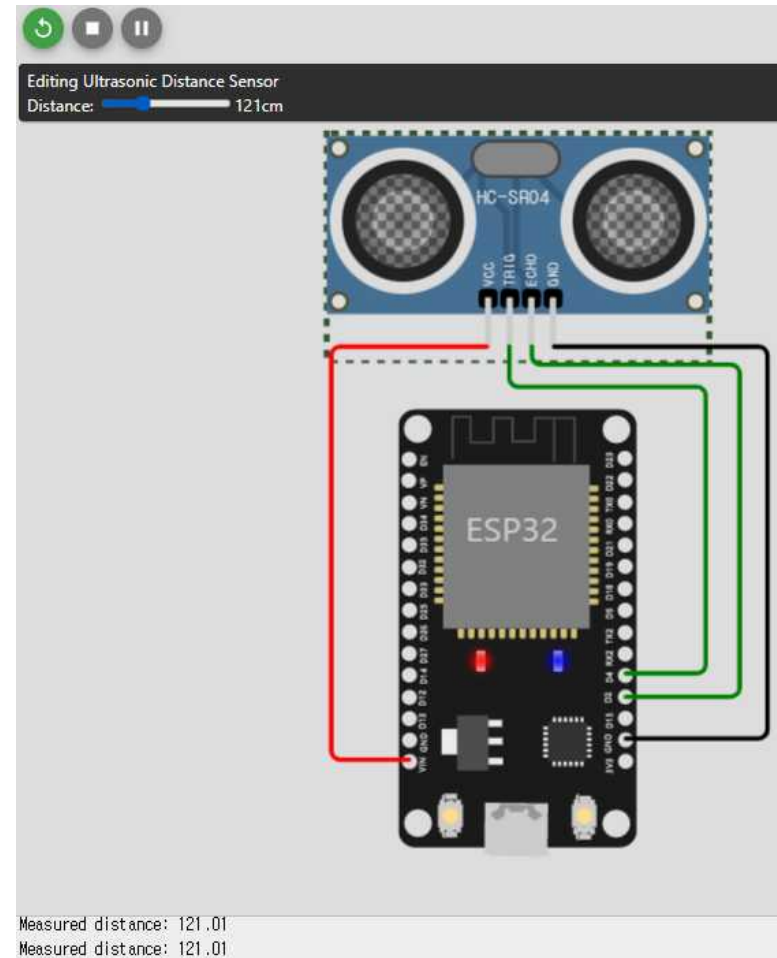 Editing Ultrasonic Distance Sensor
Distance: 121cm
HC-SR04
VCC
TRIG
ECHO
GND
ESP32
EN
VP
VN
D34
D35
D32
D33
D25
D26
D27
D14
D12
D13
GND
VIN
D23
D22
TX0
RX0
D21
D19
D18
D5
TX2
RX2
D4
D2
D15
GND
3V3
Measured distance: 121.01
Measured distance: 121.01